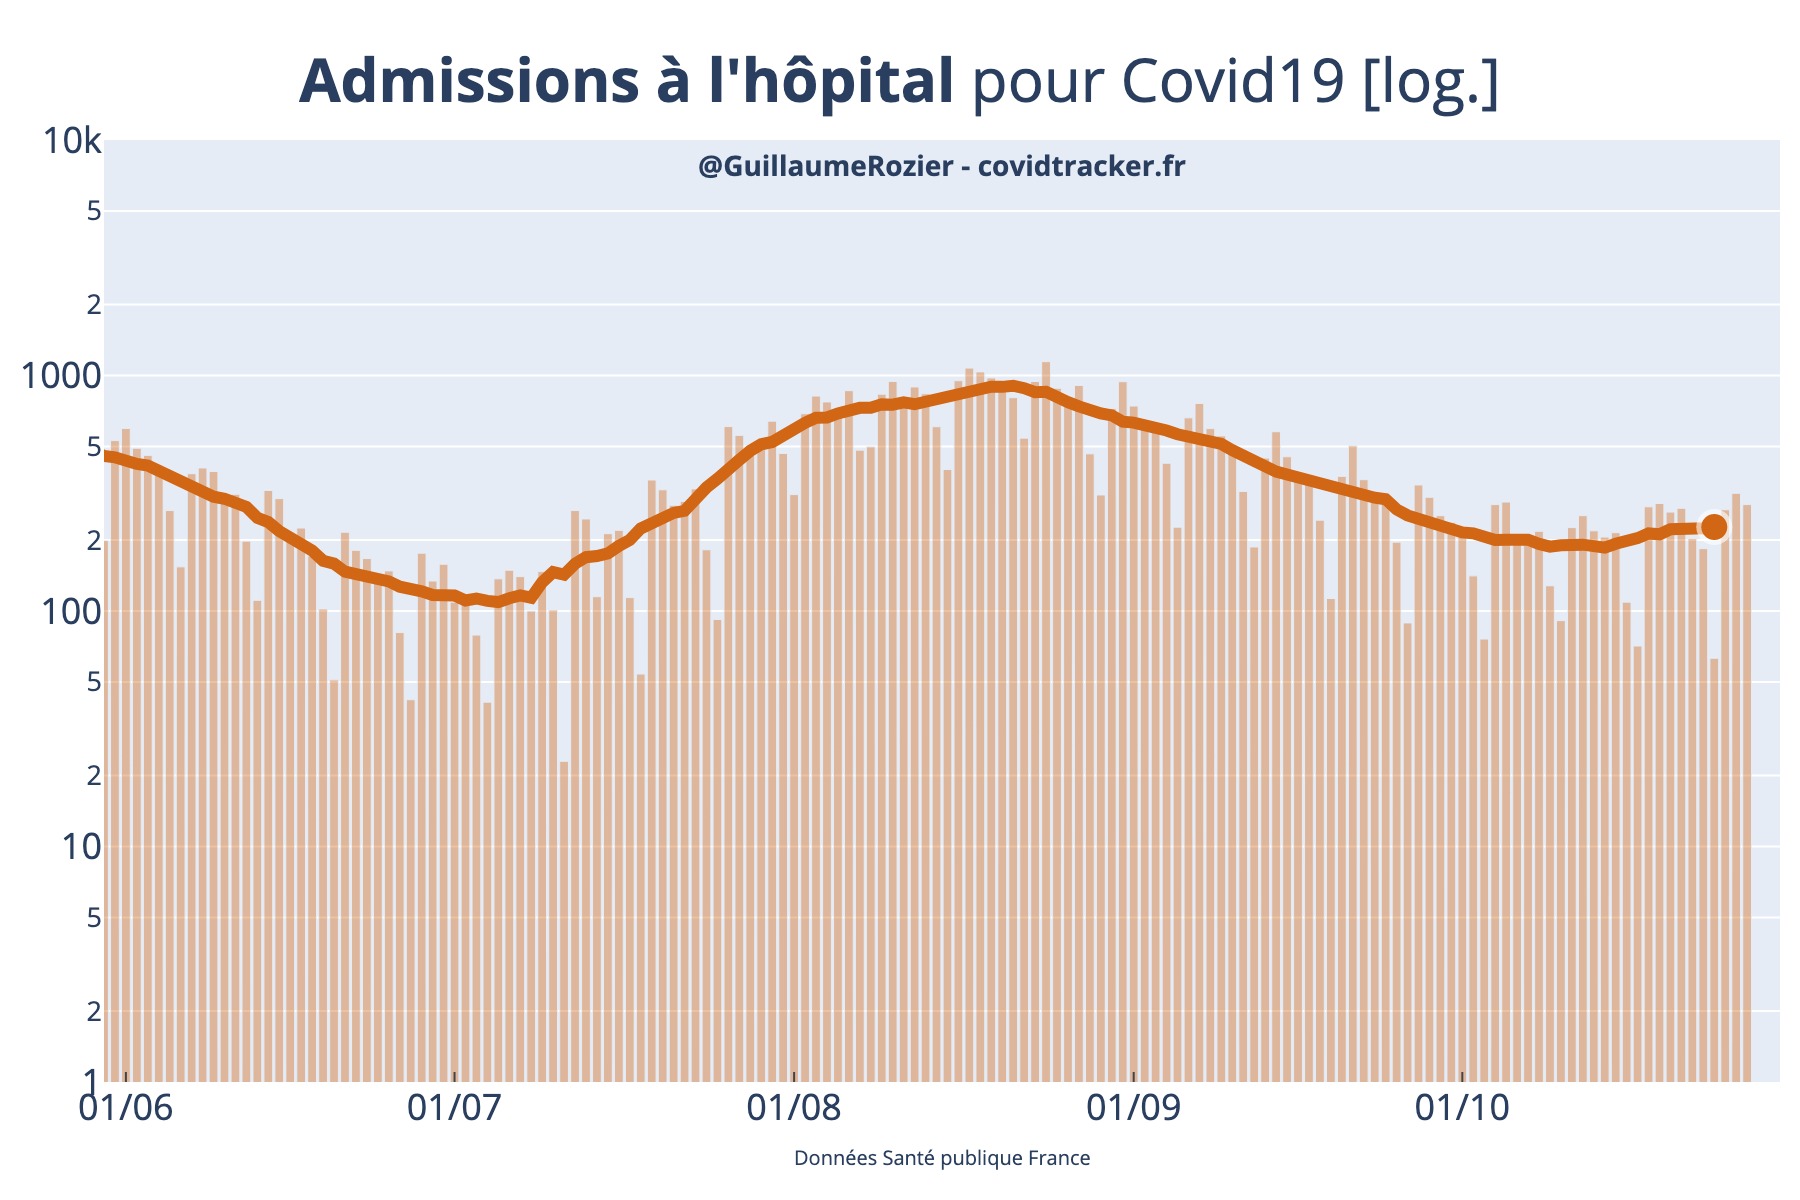 Admissions à l'hôpital pour Covid19 [log.]
@GuillaumeRozier - covidtracker.fr
10k
5
2
1000
5
2
100
5
2
10
5
2
1
01/06 01/07 01/08 01/09 01/10
Données Santé publique France